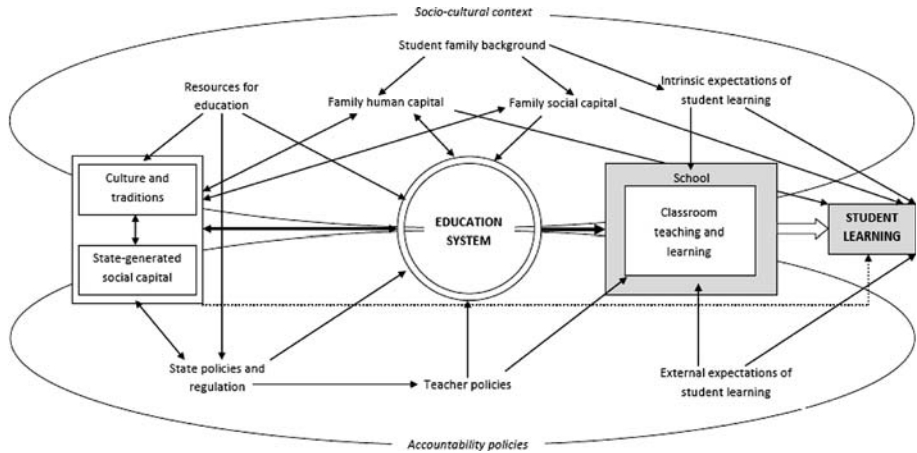 Socio-cultural context
Student family background
Resources for
education
Family human capital
Family social capital
Intrinsic expectations of
student learning
Culture and
traditions
State-generated
social capital
EDUCATION
SYSTEM
School
Classroom
teaching and
learning
STUDENT
LEARNING
State policies and
regulation
Teacher policies
External expectations of
student learning
Accountability policies